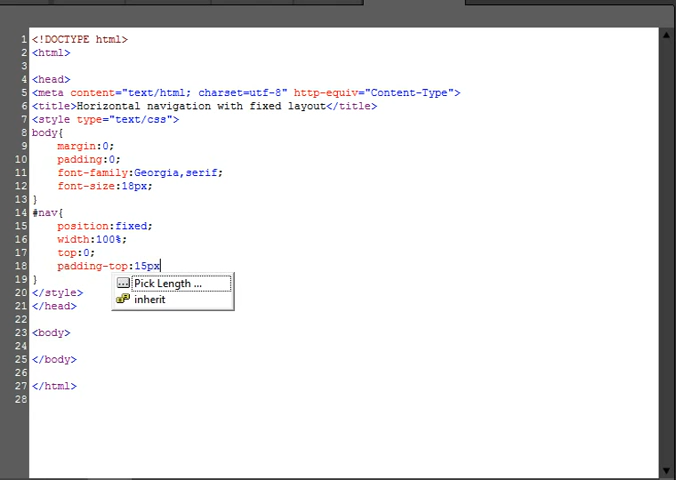 1 <!DOCTYPE html>
2 <html>
3
4 <head>
5 <meta content="text/html; charset=utf-8" http-equiv="Content-Type">
6 <title>Horizontal navigation with fixed layout</title>
7 <style type="text/css">
8 body{
9 margin:0;
10 padding:0;
11 font-family:Georgia,serif;
12 font-size:18px;
13 }
14 #nav{
15 position:fixed;
16 width:100%;
17 top:0;
18 padding-top:15px
19 }
Pick Length ...
20 </style>
inherit
21 </head>
22
23 <body>
24
25 </body>
26
27 </html>
28